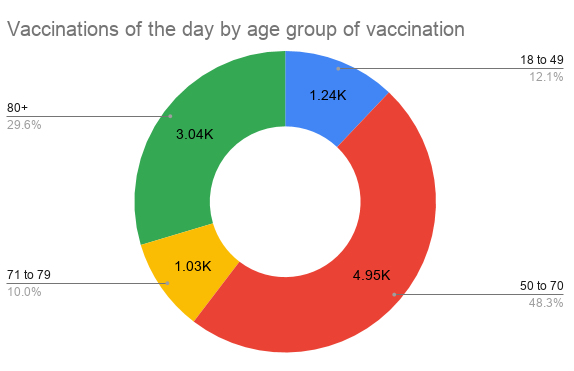 Vaccinations of the day by age group of vaccination
18 to 49
12.1%
1.24K
80+
29.6%
3.04K
71 to 79
10.0%
1.03K
4.95K
50 to 70
48.3%